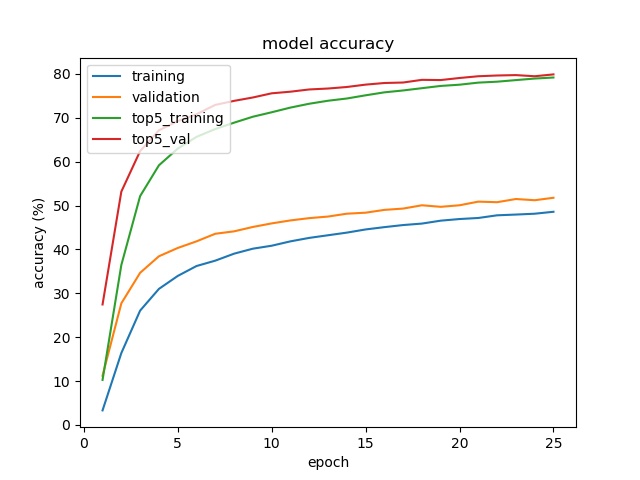 model accuracy
training
validation
top5_training
top5_val
80
70
60
50
40
30
20
10
0
accuracy (%)
0 5 10 15 20 25
epoch